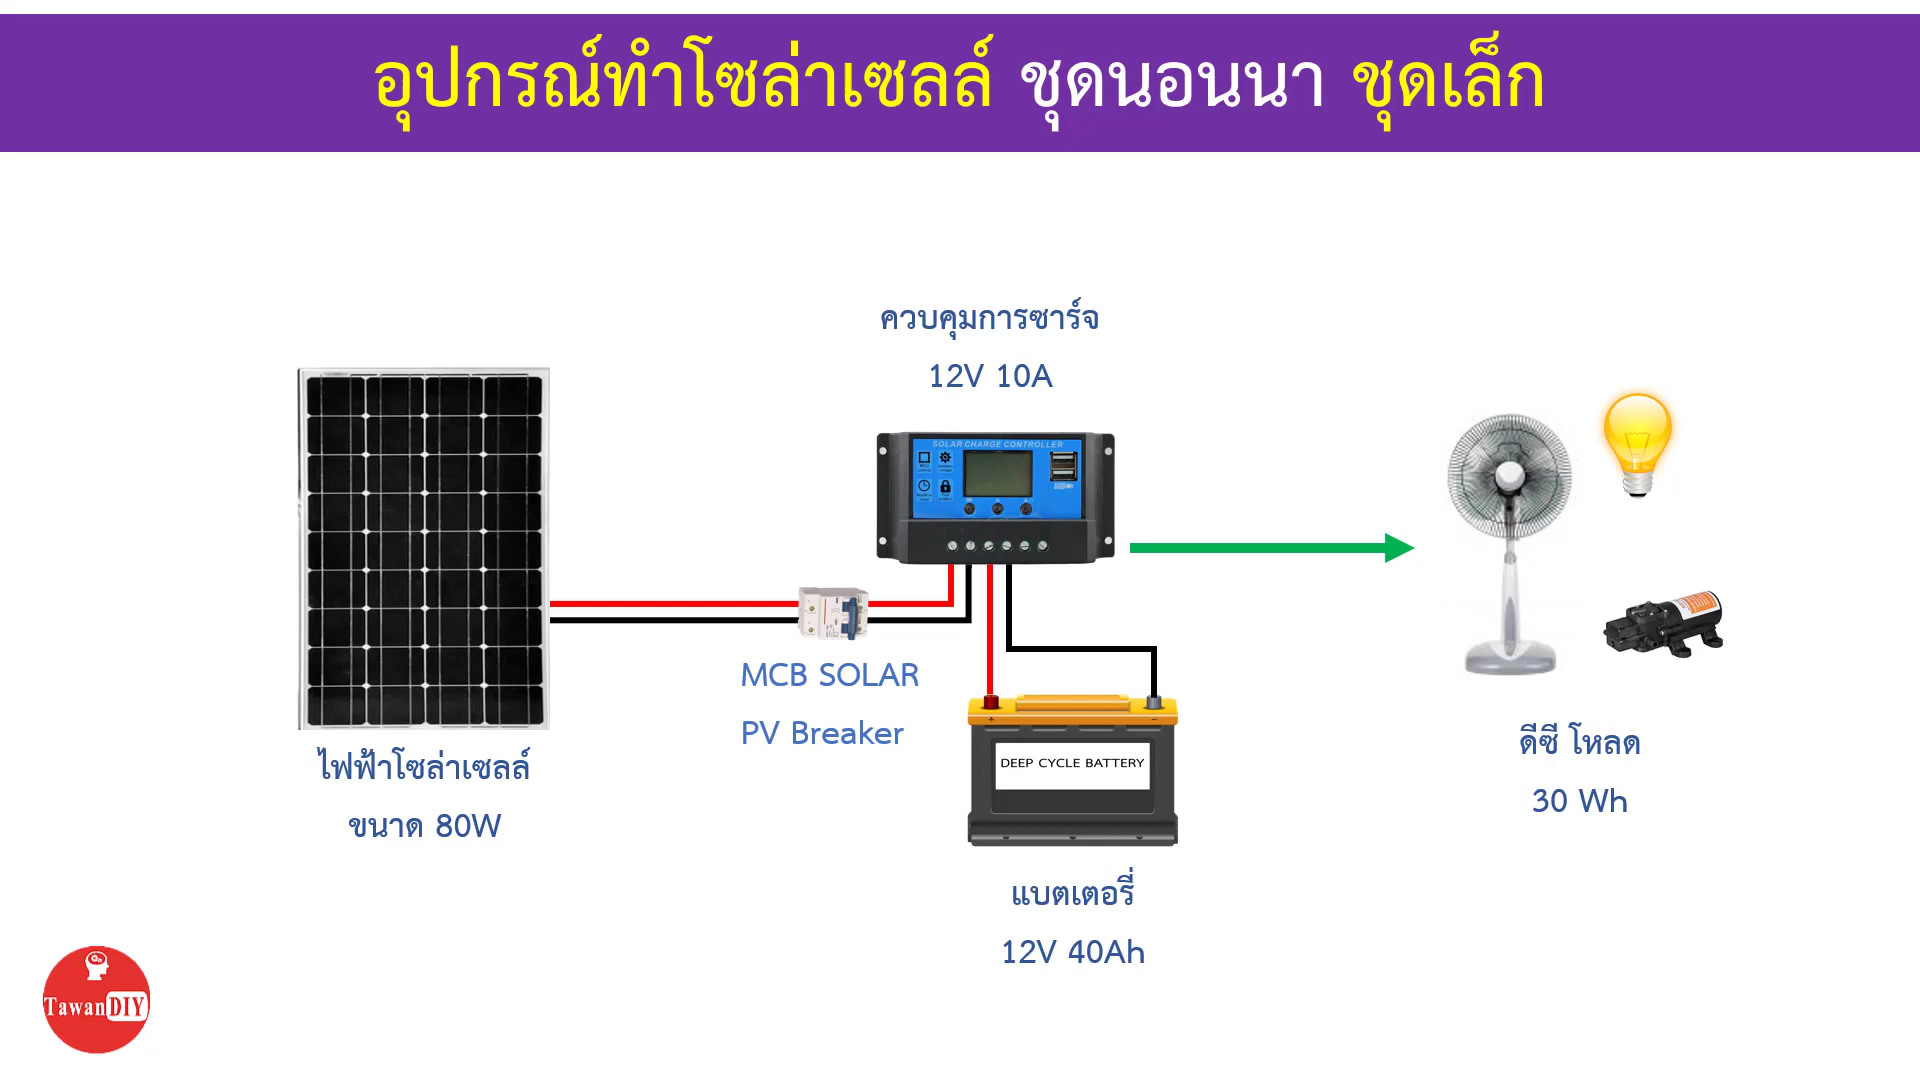 อุปกรณ์ทำโซล่าเซลล์ ชุดนอนนา ชุดเล็ก
ควบคุมการชาร์จ
12V 10A
SOLAR CHARGE CONTROLLER
MCB SOLAR
PV Breaker
ไฟฟ้าโซล่าเซลล์
ขนาด 80W
DEEP CYCLE BATTERY
แบตเตอรี่
12V 40Ah
ดีซี โหลด
30 Wh
TawanDIY